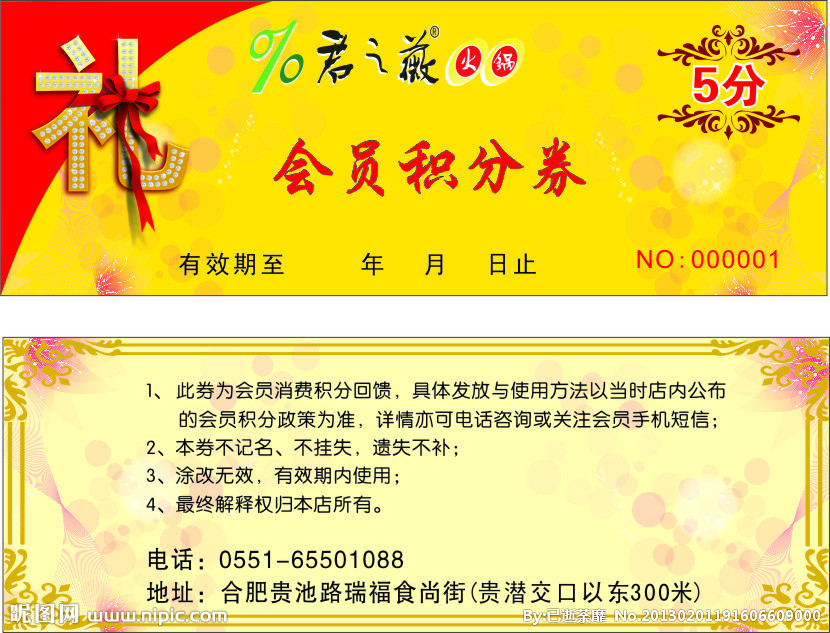 礼
君之薇® 火锅
5分
会员积分券
有效期至 年 月 日止
NO:000001
1、此券为会员消费积分回馈，具体发放与使用方法以当时店内公布
的会员积分政策为准，详情亦可电话咨询或关注会员手机短信；
2、本券不记名、不挂失，遗失不补；
3、涂改无效，有效期内使用；
4、最终解释权归本店所有。
电话：0551-65501088
地址：合肥贵池路瑞福食尚街(贵潜交口以东300米)
昵图网 www.nipic.com
By:已逝荼靡 No.20130201191606609000